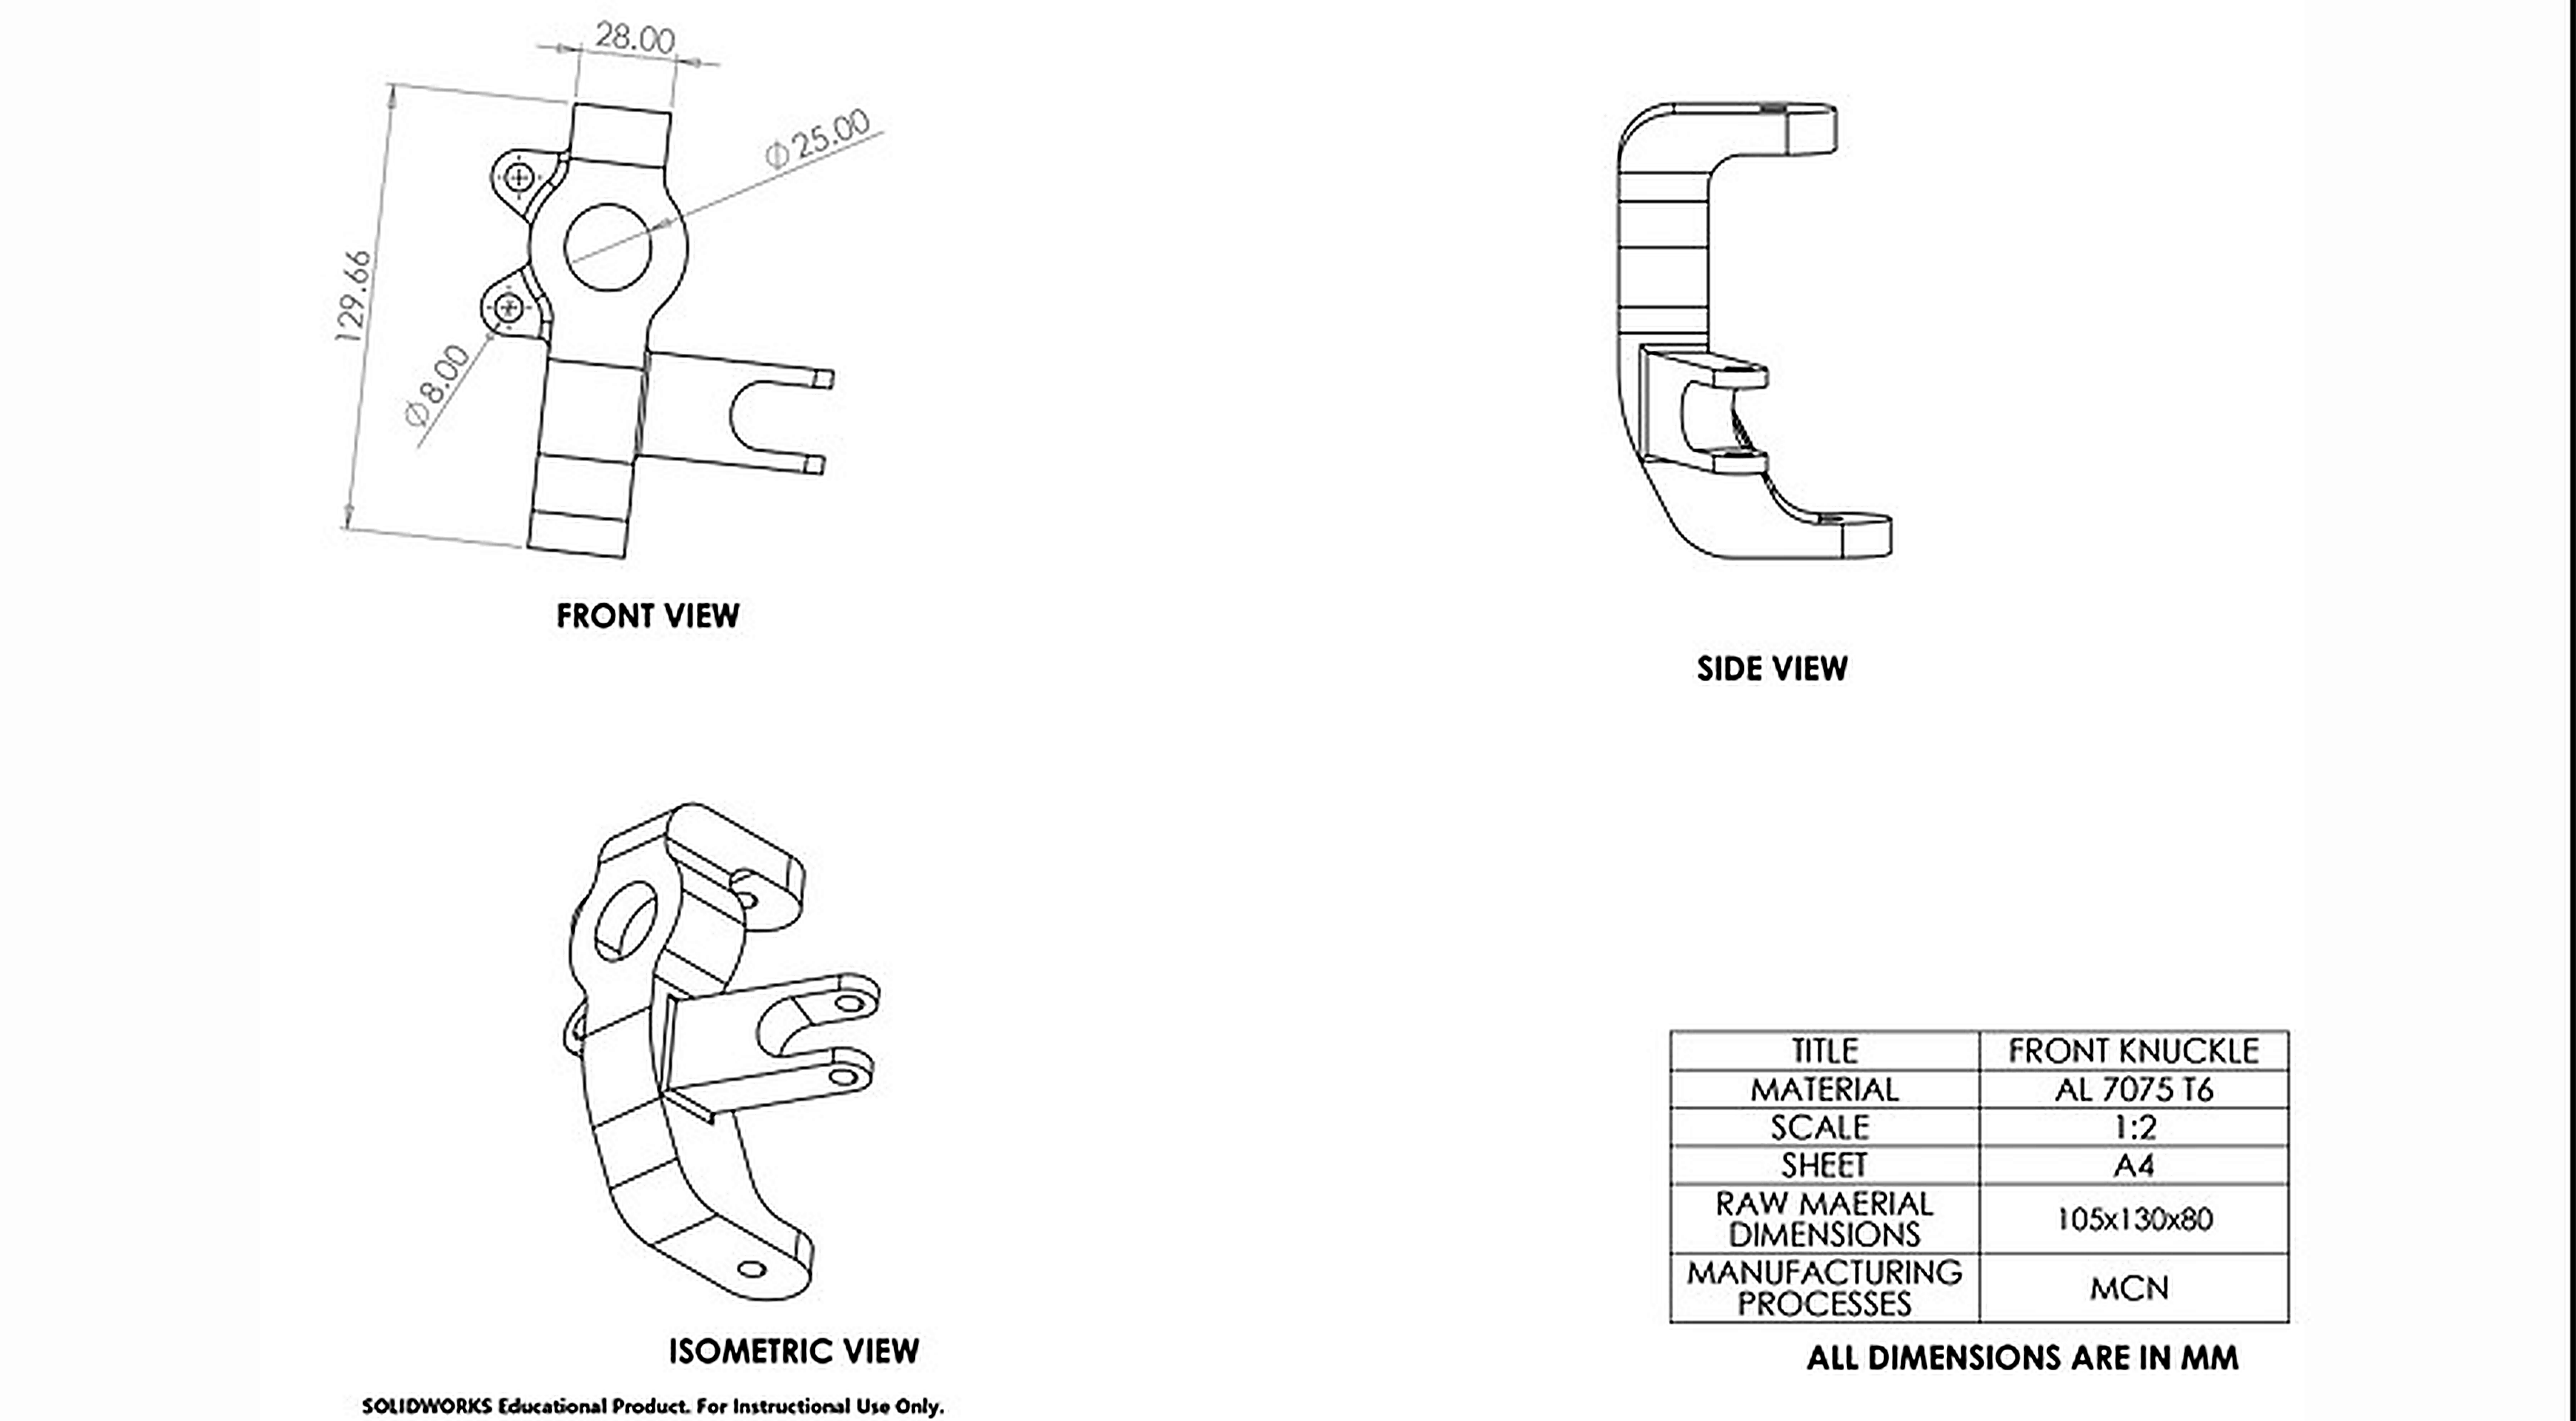 28.00
Φ25.00
129.66
Φ8.00
FRONT VIEW
SIDE VIEW
ISOMETRIC VIEW
TITLE FRONT KNUCKLE
MATERIAL AL 7075 T6
SCALE 1:2
SHEET A4
RAW MAERIAL
DIMENSIONS 105x130x80
MANUFACTURING
PROCESSES MCN
ALL DIMENSIONS ARE IN MM
SOLIDWORKS Educational Product. For Instructional Use Only.